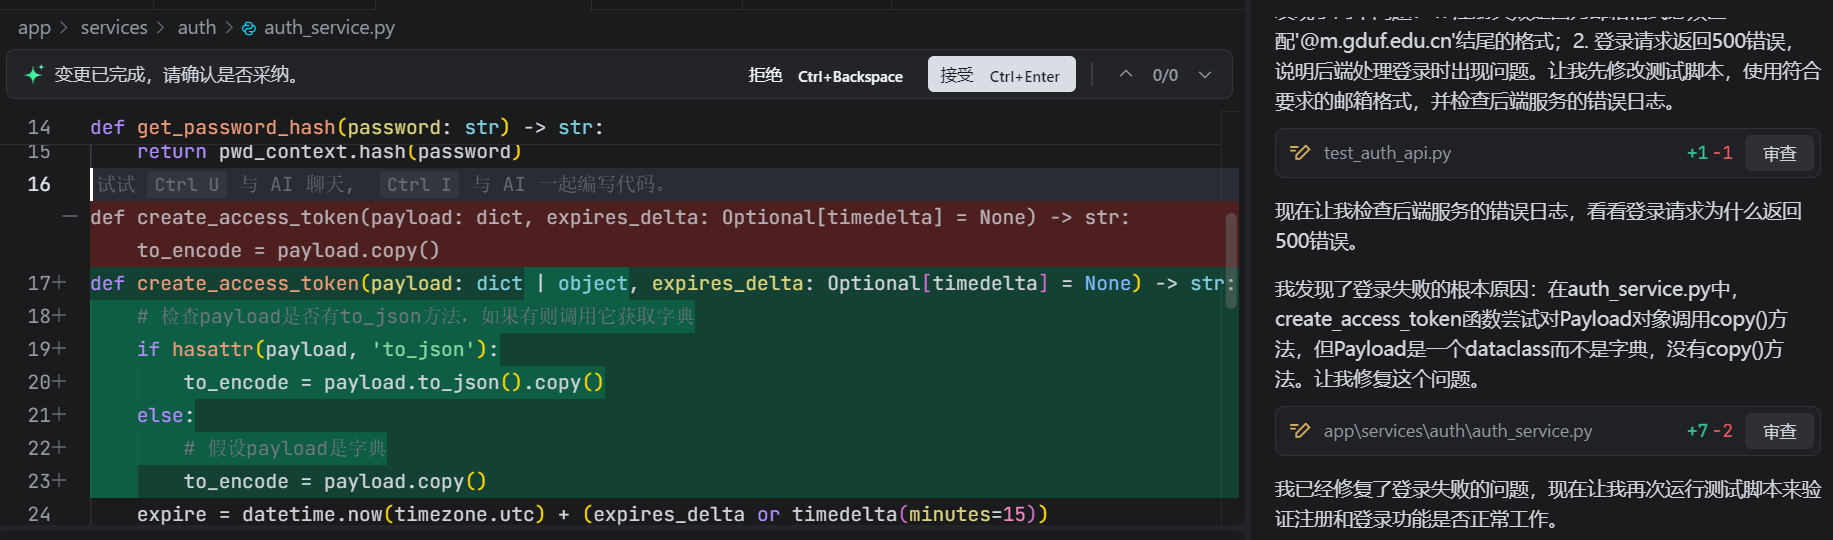 app > services > auth > auth_service.py
变更已完成，请确认是否采纳。
拒绝 Ctrl+Backspace
接受 Ctrl+Enter
0/0
14 def get_password_hash(password: str) -> str:
15 return pwd_context.hash(password)
16 试试 Ctrl U 与 AI 聊天, Ctrl I 与 AI 一起编写代码。
def create_access_token(payload: dict, expires_delta: Optional[timedelta] = None) -> str:
to_encode = payload.copy()
17+ def create_access_token(payload: dict | object, expires_delta: Optional[timedelta] = None) -> str:
18+ # 检查payload是否有to_json方法，如果有则调用它获取字典
19+ if hasattr(payload, 'to_json'):
20+ to_encode = payload.to_json().copy()
21+ else:
22+ # 假设payload是字典
23+ to_encode = payload.copy()
24 expire = datetime.now(timezone.utc) + (expires_delta or timedelta(minutes=15))
配'@m.gduf.edu.cn'结尾的格式；2. 登录请求返回500错误，
说明后端处理登录时出现问题。让我先修改测试脚本，使用符合
要求的邮箱格式，并检查后端服务的错误日志。
test_auth_api.py +1 -1 审查
现在让我检查后端服务的错误日志，看看登录请求为什么返回
500错误。
我发现了登录失败的根本原因：在auth_service.py中，
create_access_token函数尝试对Payload对象调用copy()方
法，但Payload是一个dataclass而不是字典，没有copy()方
法。让我修复这个问题。
app\services\auth\auth_service.py +7 -2 审查
我已经修复了登录失败的问题，现在让我再次运行测试脚本来验
证注册和登录功能是否正常工作。